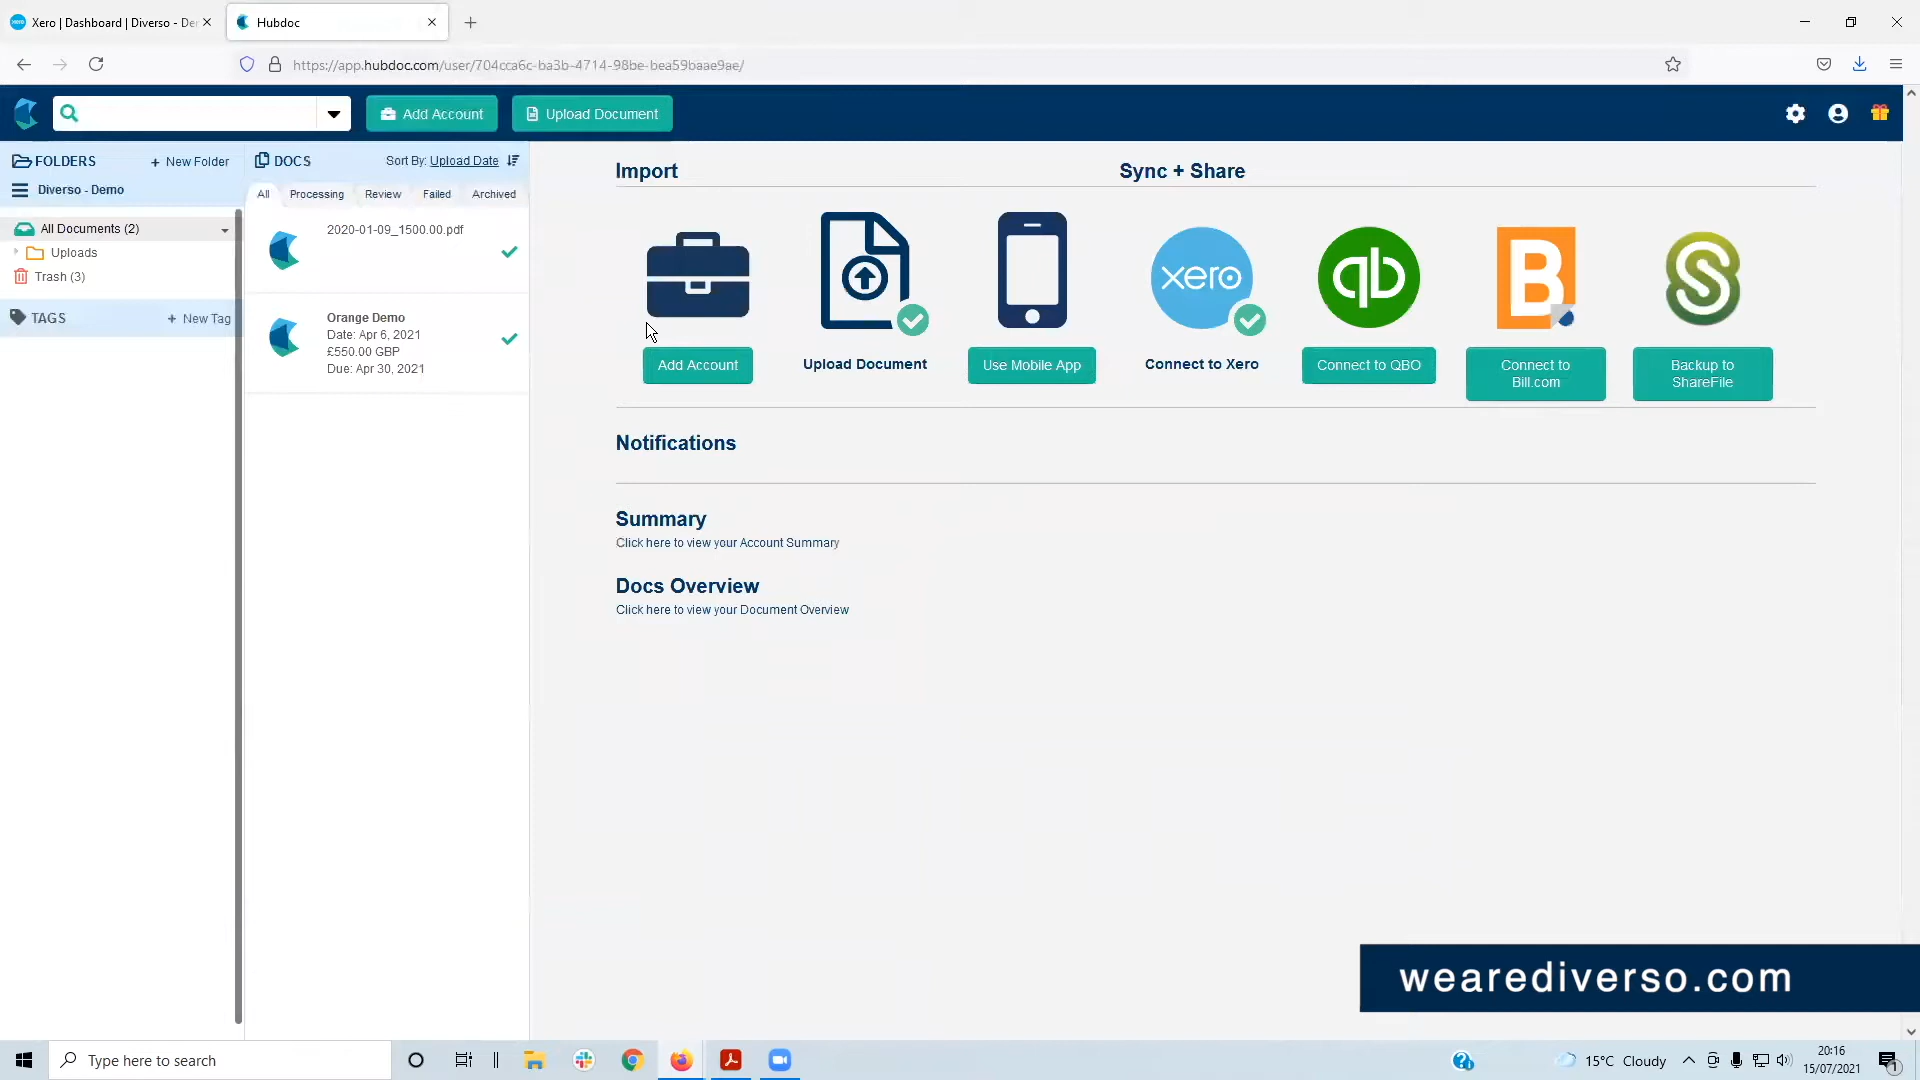 Xero | Dashboard | Diverso - De
Hubdoc
https://app.hubdoc.com/user/704cca6c-ba3b-4714-98be-bea59baae9ae/
Add Account
Upload Document
FOLDERS
+ New Folder
DOCS
Sort By: Upload Date
Diverso - Demo
All
Processing
Review
Failed
Archived
All Documents (2)
Uploads
Trash (3)
TAGS
+ New Tag
2020-01-09_1500.00.pdf
Orange Demo
Date: Apr 6, 2021
£550.00 GBP
Due: Apr 30, 2021
Import
Sync + Share
xero
qb
B
S
Add Account
Upload Document
Use Mobile App
Connect to Xero
Connect to QBO
Connect to
Bill.com
Backup to
ShareFile
Notifications
Summary
Click here to view your Account Summary
Docs Overview
Click here to view your Document Overview
wearediverso.com
Type here to search
15°C Cloudy
20:16
15/07/2021
1